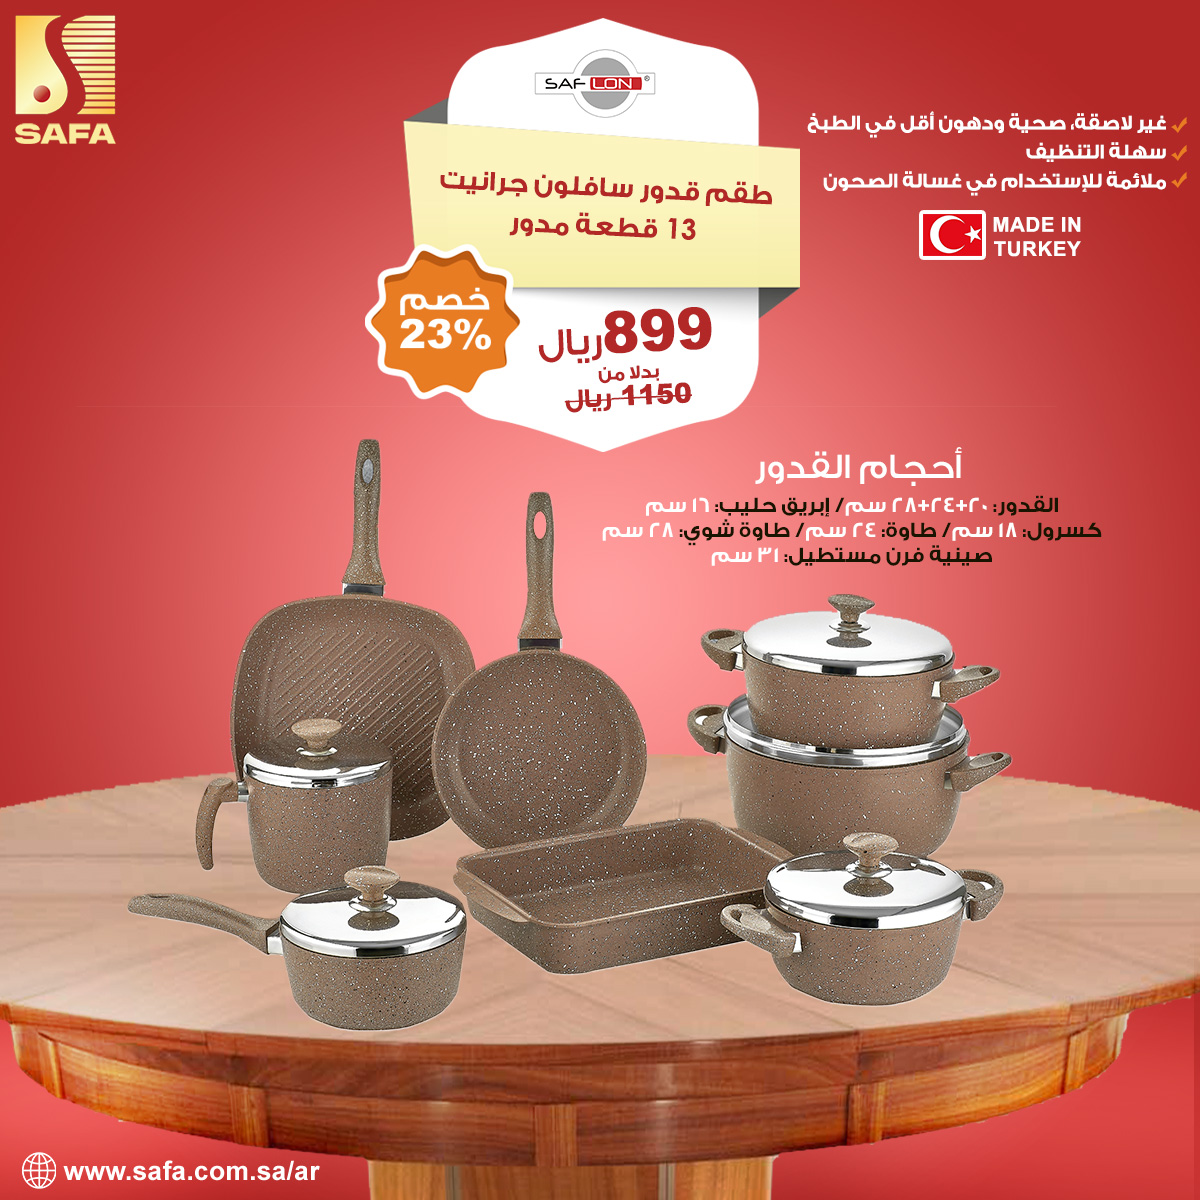 SAFA
SAFLON®
غير لاصقة، صحية ودهون أقل في الطبخ
سهلة التنظيف
ملائمة للإستخدام في غسالة الصحون
MADE IN
TURKEY
طقم قدور سافلون جرانيت
13 قطعة مدور
خصم
23%
899ريال
بدلا من
1150 ريال
أحجام القدور
القدور: ٢٠+٢٤+٢٨ سم/ إبريق حليب: ١٦ سم
كسرول: ١٨ سم/ طاوة: ٢٤ سم/ طاوة شوي: ٢٨ سم
صينية فرن مستطيل: ٣١ سم
www.safa.com.sa/ar